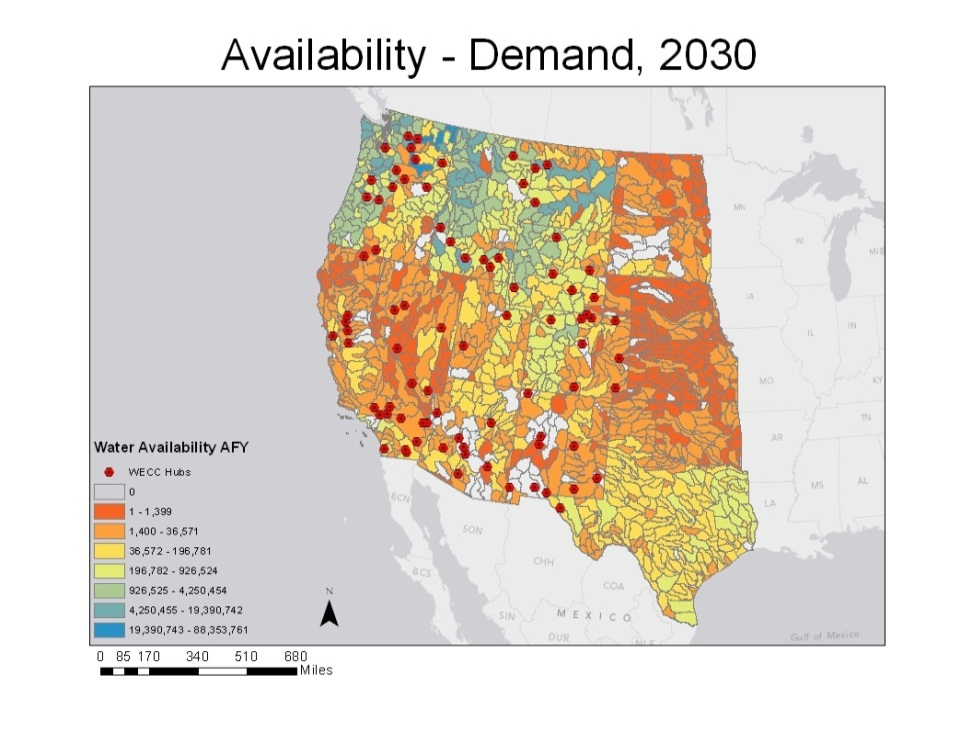 Availability - Demand, 2030
MN
WI
MI
IA
IL
IN
MO
KY
TN
AR
MS
AL
LA
BCN
SON
CHH
BCS
COA
SIN
MEXICO
DUR
Gulf of Mexico
Water Availability AFY
WECC Hubs
0
1 - 1,399
1,400 - 36,571
36,572 - 196,781
196,782 - 926,524
926,525 - 4,250,454
4,250,455 - 19,390,742
19,390,743 - 88,353,761
N
0 85 170 340 510 680
Miles